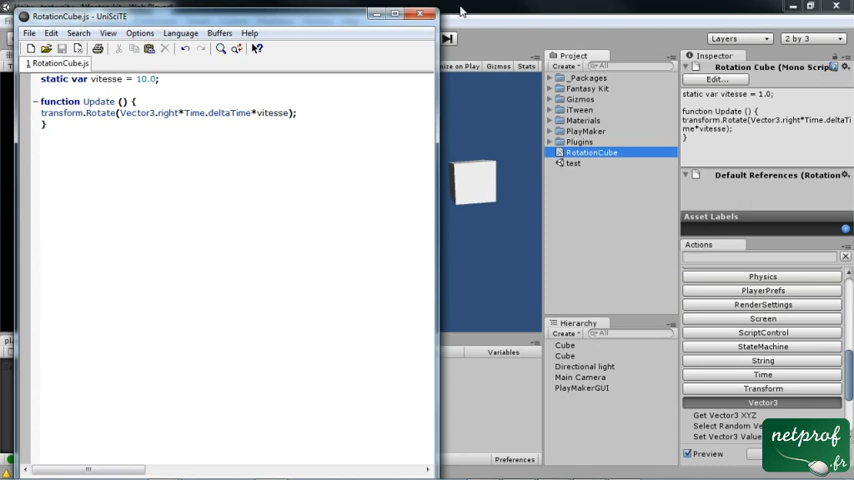 RotationCube.js - UniSciTE
File Edit Search View Options Language Buffers Help
1 RotationCube.js
static var vitesse = 10.0;
function Update () {
transform.Rotate(Vector3.right*Time.deltaTime*vitesse);
}
Layers
2 by 3
on Play
Gizmos
Stats
Project
Create
All
_Packages
Fantasy Kit
Gizmos
iTween
Materials
PlayMaker
Plugins
RotationCube
test
Hierarchy
Create
All
Cube
Cube
Directional light
Main Camera
PlayMakerGUI
Variables
Preferences
Inspector
Rotation Cube (Mono Scrip
Edit...
static var vitesse = 1.0;
function Update () {
transform.Rotate(Vector3.right*Time.deltaTi
me*vitesse);
}
Default References (Rotation
Asset Labels
Actions
Physics
PlayerPrefs
RenderSettings
Screen
ScriptControl
StateMachine
String
Time
Transform
Vector3
Get Vector3 XYZ
Select Random Ve
Set Vector3 Value
Preview
netprof
.fr